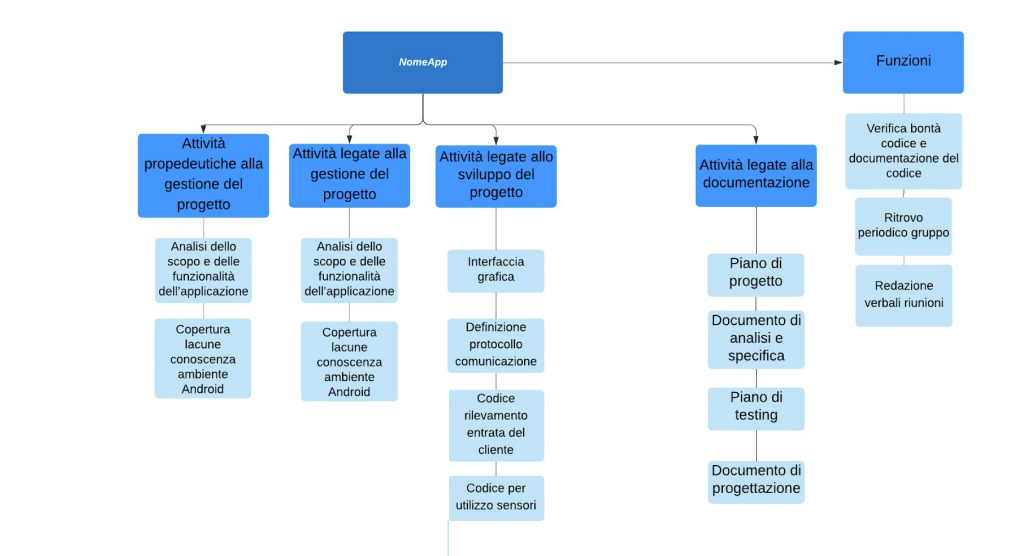 NomeApp
Funzioni
Attività
propedeutiche alla
gestione del
progetto
Attività legate alla
gestione del
progetto
Attività legate allo
sviluppo del
progetto
Attività legate alla
documentazione
Verifica bontà
codice e
documentazione del
codice
Ritrovo
periodico gruppo
Redazione
verbali riunioni
Analisi dello
scopo e delle
funzionalità
dell'applicazione
Copertura
lacune
conoscenza
ambiente
Android
Analisi dello
scopo e delle
funzionalità
dell'applicazione
Copertura
lacune
conoscenza
ambiente
Android
Interfaccia
grafica
Definizione
protocollo
comunicazione
Codice
rilevamento
entrata del
cliente
Codice per
utilizzo sensori
Piano di
progetto
Documento di
analisi e
specifica
Piano di
testing
Documento di
progettazione